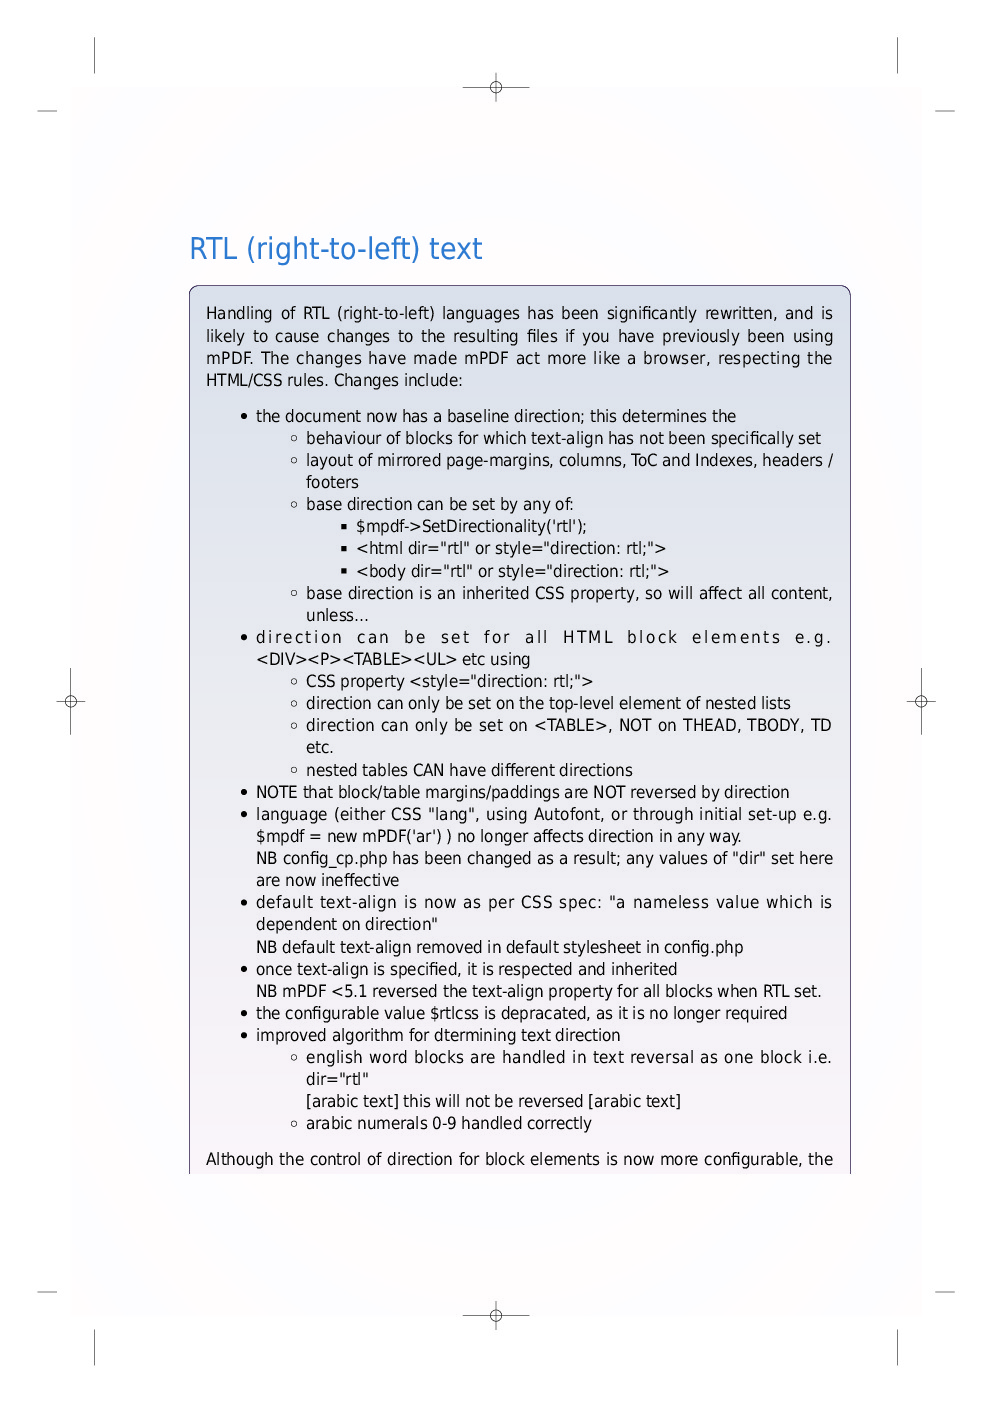 RTL (right-to-left) text
Handling of RTL (right-to-left) languages has been significantly rewritten, and is
likely to cause changes to the resulting files if you have previously been using
mPDF. The changes have made mPDF act more like a browser, respecting the
HTML/CSS rules. Changes include:
• the document now has a baseline direction; this determines the
○ behaviour of blocks for which text-align has not been specifically set
○ layout of mirrored page-margins, columns, ToC and Indexes, headers /
footers
○ base direction can be set by any of:
▪ $mpdf->SetDirectionality('rtl');
▪ <html dir="rtl" or style="direction: rtl;">
▪ <body dir="rtl" or style="direction: rtl;">
○ base direction is an inherited CSS property, so will affect all content,
unless...
• direction can be set for all HTML block elements e.g.
<DIV><P><TABLE><UL> etc using
○ CSS property <style="direction: rtl;">
○ direction can only be set on the top-level element of nested lists
○ direction can only be set on <TABLE>, NOT on THEAD, TBODY, TD
etc.
○ nested tables CAN have different directions
• NOTE that block/table margins/paddings are NOT reversed by direction
• language (either CSS "lang", using Autofont, or through initial set-up e.g.
$mpdf = new mPDF('ar') ) no longer affects direction in any way.
NB config_cp.php has been changed as a result; any values of "dir" set here
are now ineffective
• default text-align is now as per CSS spec: "a nameless value which is
dependent on direction"
NB default text-align removed in default stylesheet in config.php
• once text-align is specified, it is respected and inherited
NB mPDF <5.1 reversed the text-align property for all blocks when RTL set.
• the configurable value $rtlcss is depracated, as it is no longer required
• improved algorithm for dtermining text direction
○ english word blocks are handled in text reversal as one block i.e.
dir="rtl"
[arabic text] this will not be reversed [arabic text]
○ arabic numerals 0-9 handled correctly
Although the control of direction for block elements is now more configurable, the